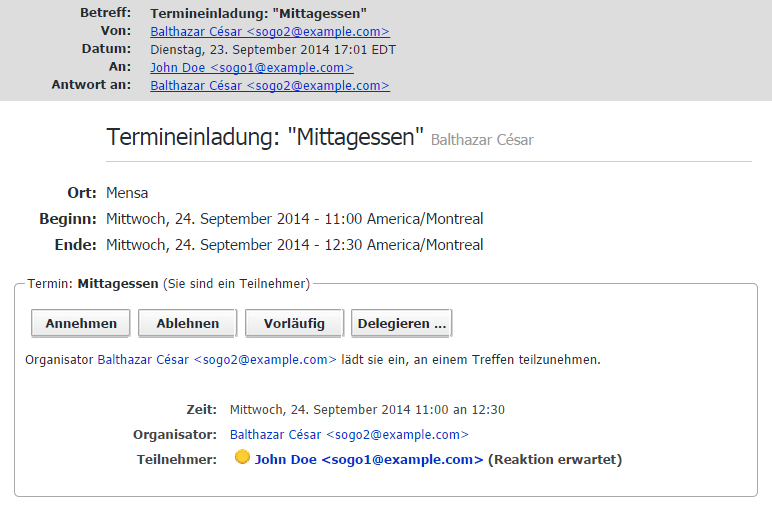 Betreff: Termineinladung: "Mittagessen"
Von: Balthazar César <sogo2@example.com>
Datum: Dienstag, 23. September 2014 17:01 EDT
An: John Doe <sogo1@example.com>
Antwort an: Balthazar César <sogo2@example.com>
Termineinladung: "Mittagessen" Balthazar César
Ort: Mensa
Beginn: Mittwoch, 24. September 2014 - 11:00 America/Montreal
Ende: Mittwoch, 24. September 2014 - 12:30 America/Montreal
Termin: Mittagessen (Sie sind ein Teilnehmer)
Annehmen Ablehnen Vorläufig Delegieren ...
Organisator Balthazar César <sogo2@example.com> lädt sie ein, an einem Treffen teilzunehmen.
Zeit: Mittwoch, 24. September 2014 11:00 an 12:30
Organisator: Balthazar César <sogo2@example.com>
Teilnehmer: John Doe <sogo1@example.com> (Reaktion erwartet)